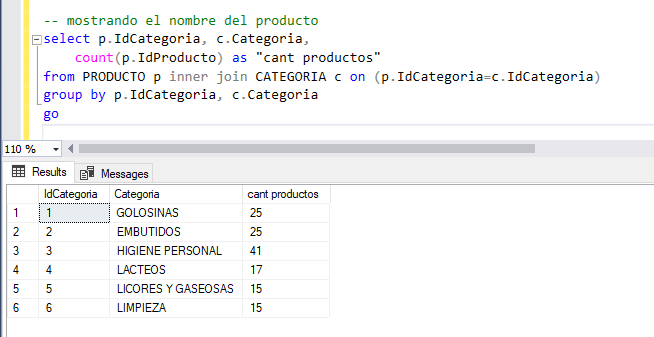 -- mostrando el nombre del producto
select p.IdCategoria, c.Categoria,
count(p.IdProducto) as "cant productos"
from PRODUCTO p inner join CATEGORIA c on (p.IdCategoria=c.IdCategoria)
group by p.IdCategoria, c.Categoria
go
110 %
Results Messages
IdCategoria Categoria cant productos
1 1 GOLOSINAS 25
2 2 EMBUTIDOS 25
3 3 HIGIENE PERSONAL 41
4 4 LACTEOS 17
5 5 LICORES Y GASEOSAS 15
6 6 LIMPIEZA 15